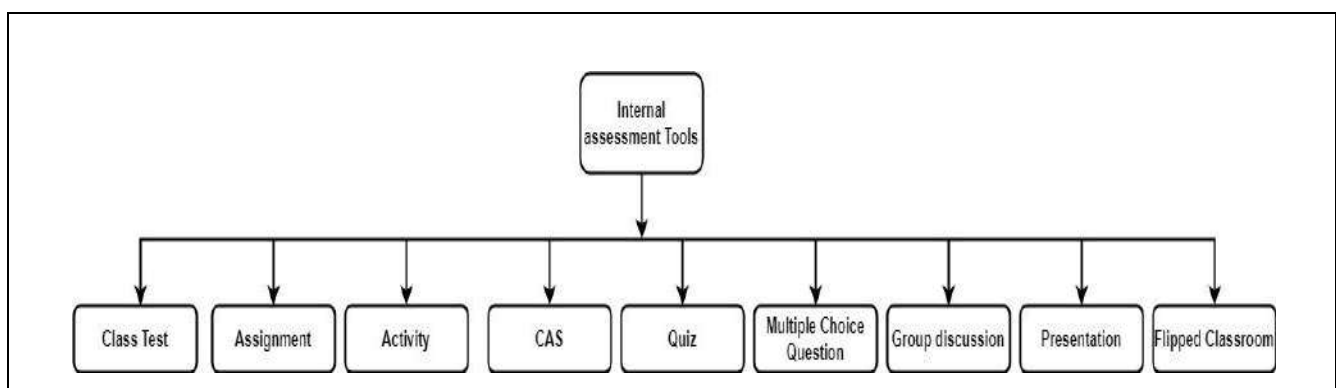 Internal
assessment Tools
Class Test
Assignment
Activity
CAS
Quiz
Multiple Choice
Question
Group discussion
Presentation
Flipped Classroom